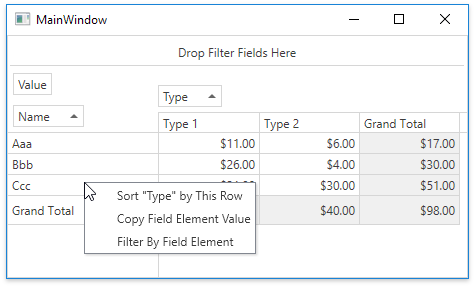 MainWindow
Drop Filter Fields Here
Value
Type
Name
Type 1 Type 2 Grand Total
Aaa $11.00 $6.00 $17.00
Bbb $26.00 $4.00 $30.00
Ccc $30.00 $51.00
Sort "Type" by This Row
Grand Total $40.00 $98.00
Copy Field Element Value
Filter By Field Element